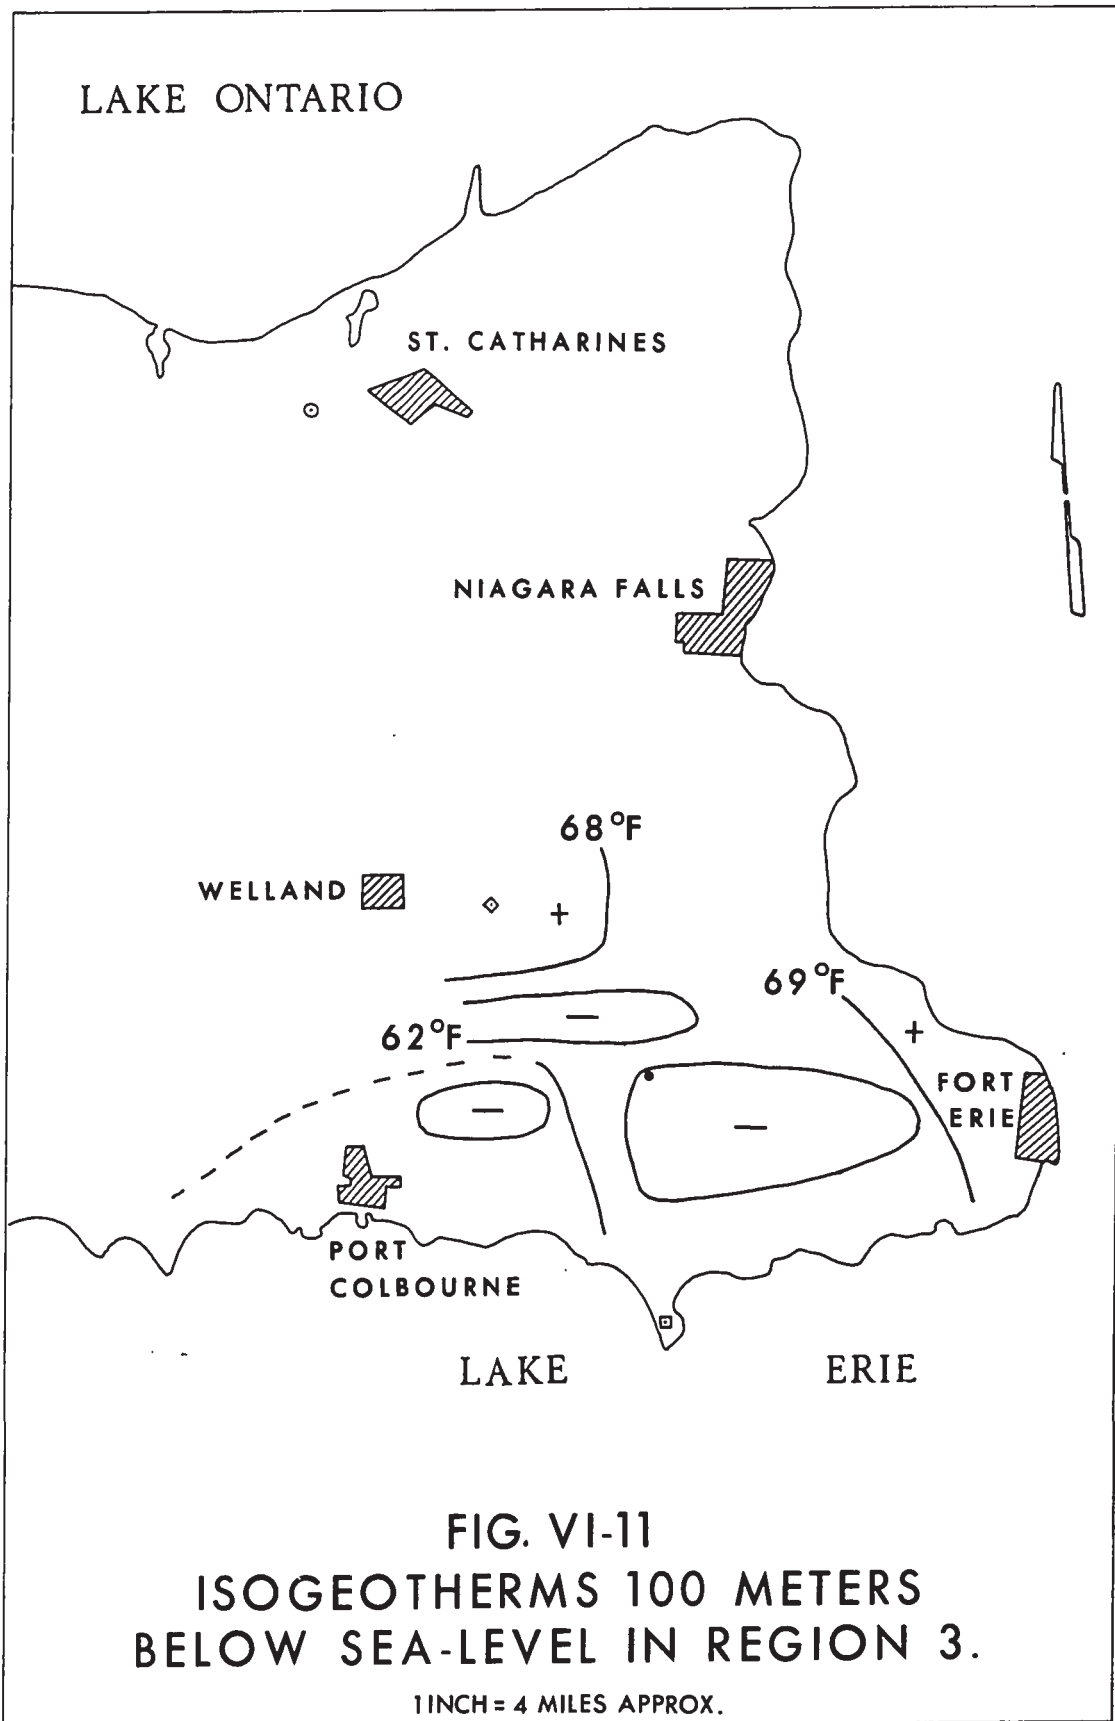 LAKE ONTARIO
ST. CATHARINES
NIAGARA FALLS
68°F
WELLAND
+
69°F
+
—
62°F
FORT
ERIE
—
—
PORT
COLBOURNE
LAKE ERIE
FIG. VI-11
ISOGEOTHERMS 100 METERS
BELOW SEA-LEVEL IN REGION 3.
1 INCH = 4 MILES APPROX.